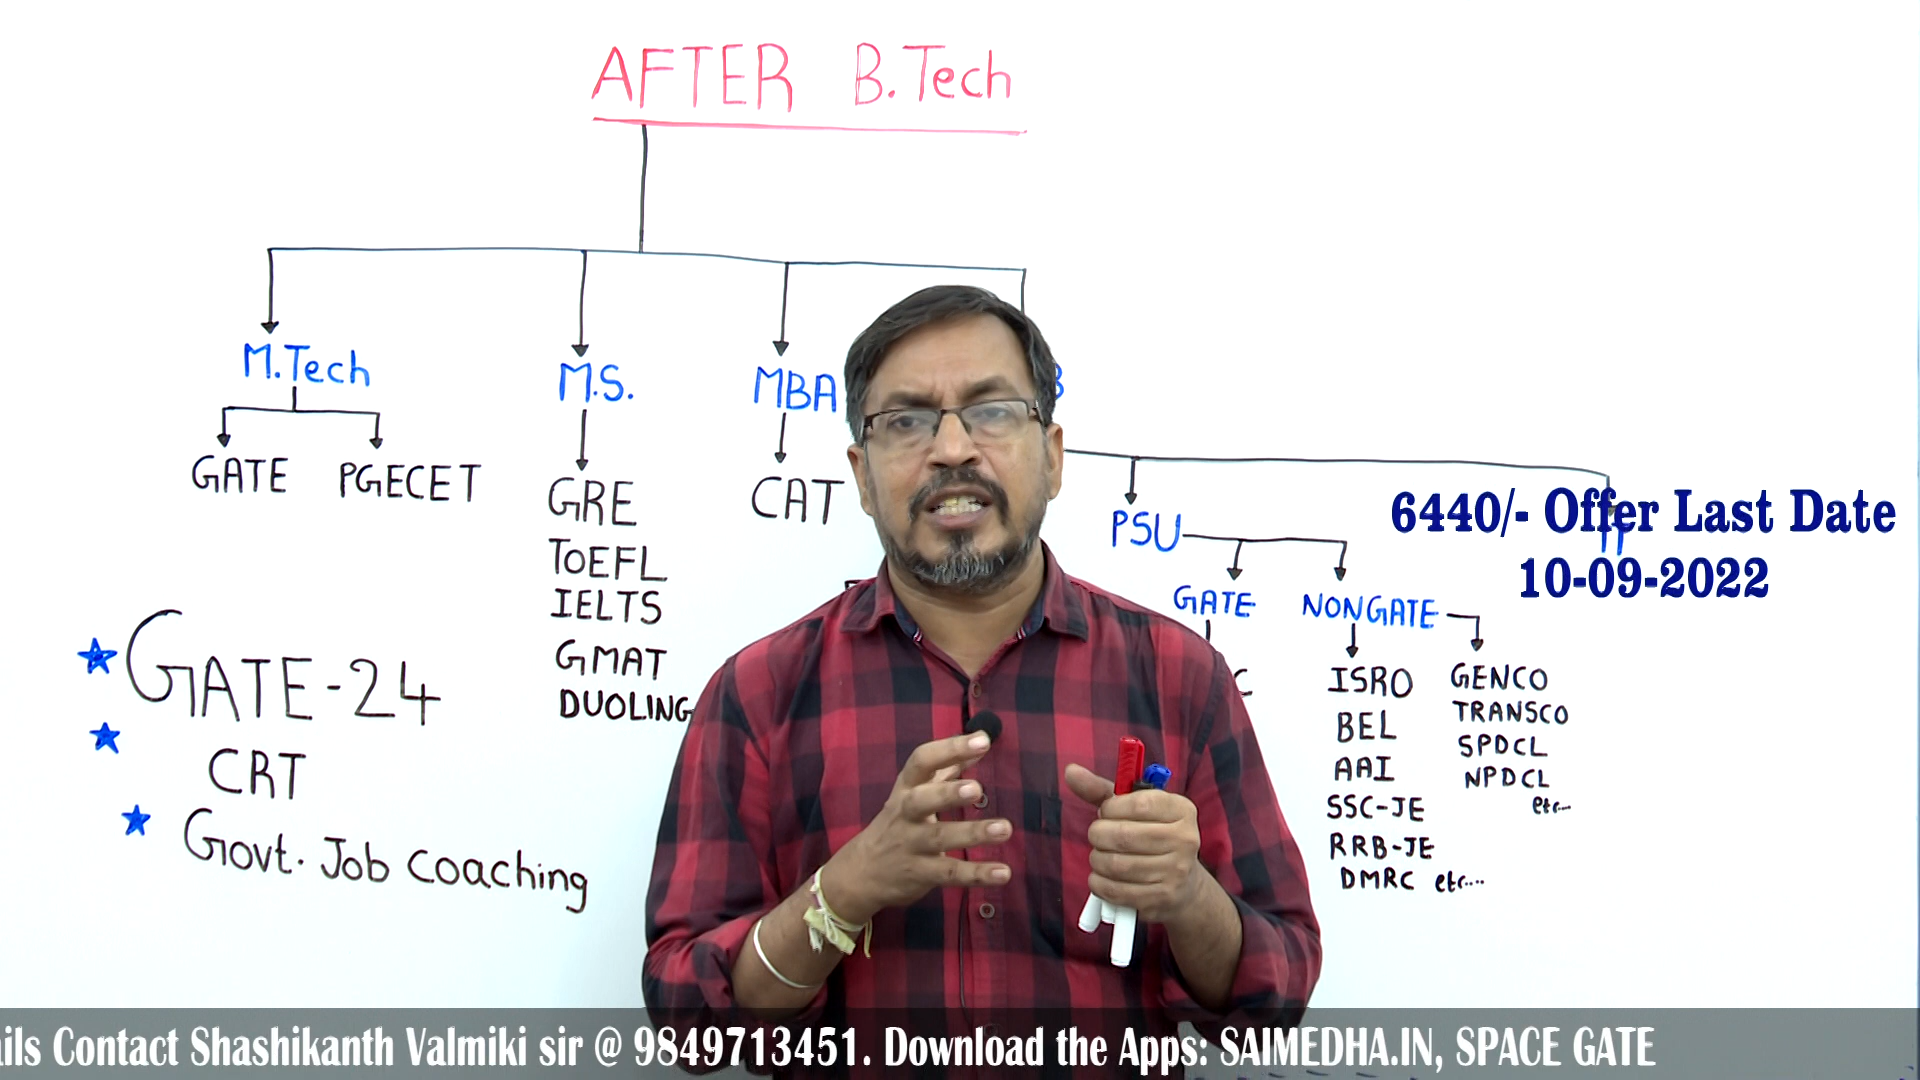 AFTER B.Tech
M.Tech
M.S.
MBA
GATE PGECET
GRE
TOEFL
IELTS
GMAT
DUOLING
CAT
PSU
GATE
NONGATE
ISRO
BEL
AAI
SSC-JE
RRB-JE
DMRC etc....
GENCO
TRANSCO
SPDCL
NPDCL
etc...
6440/- Offer Last Date
10-09-2022
GATE-24
CRT
Govt. Job coaching
ils Contact Shashikanth Valmiki sir @ 9849713451. Download the Apps: SAIMEDHA.IN, SPACE GATE